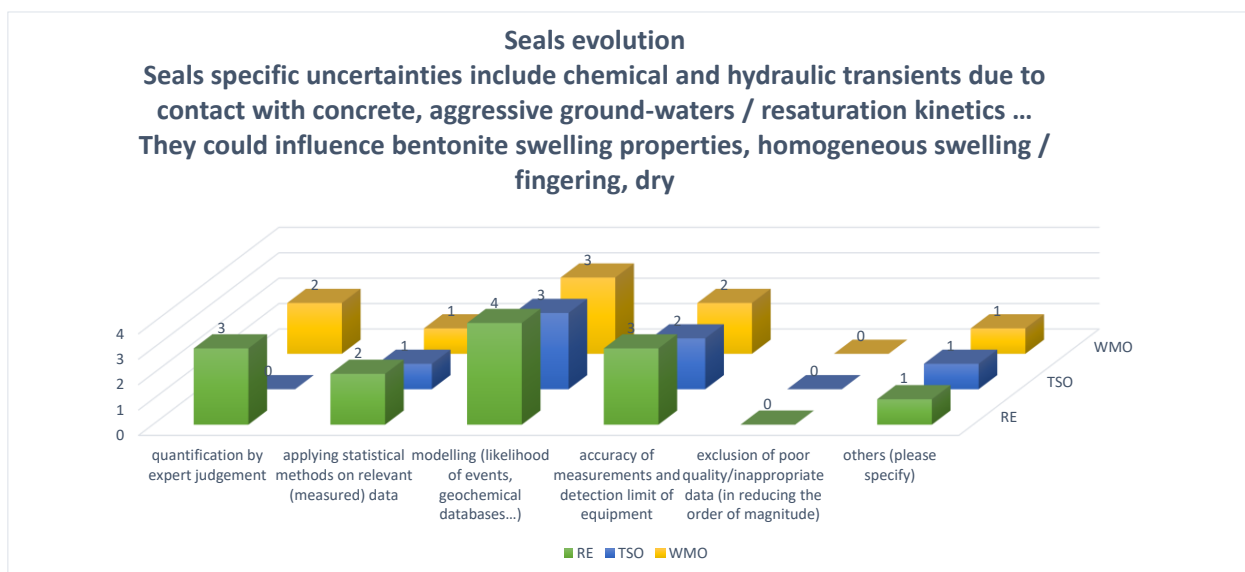 Seals evolution
Seals specific uncertainties include chemical and hydraulic transients due to
contact with concrete, aggressive ground-waters / resaturation kinetics …
They could influence bentonite swelling properties, homogeneous swelling /
fingering, dry
4
3
2
1
0
3
2
4
3
0
1
0
1
3
2
0
1
2
1
3
2
0
1
WMO
TSO
RE
quantification by
expert judgement
applying statistical
methods on relevant
(measured) data
modelling (likelihood
of events,
geochemical
databases…)
accuracy of
measurements and
detection limit of
equipment
exclusion of poor
quality/inappropriate
data (in reducing the
order of magnitude)
others (please
specify)
RE TSO WMO